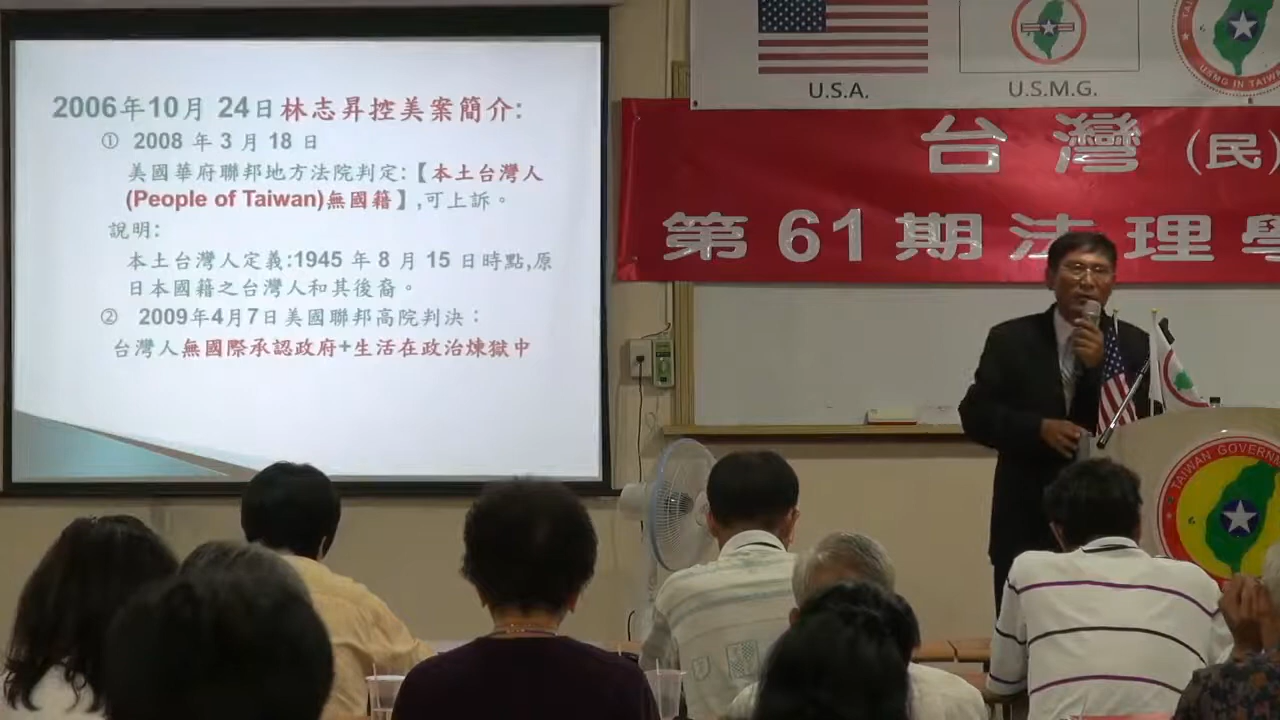 2006年10月 24日林志昇控美案簡介:
① 2008 年 3 月 18 日
美國華府聯邦地方法院判定:【本土台灣人
(People of Taiwan)無國籍】,可上訴。
說明:
本土台灣人定義:1945 年 8 月 15 日時點,原
日本國籍之台灣人和其後裔。
② 2009年4月7日美國聯邦高院判決：
台灣人無國際承認政府+生活在政治煉獄中
U.S.A.
U.S.M.G.
USMG IN TAIWAN
台灣(民)
第61期法理學
TAIWAN GOVERNM